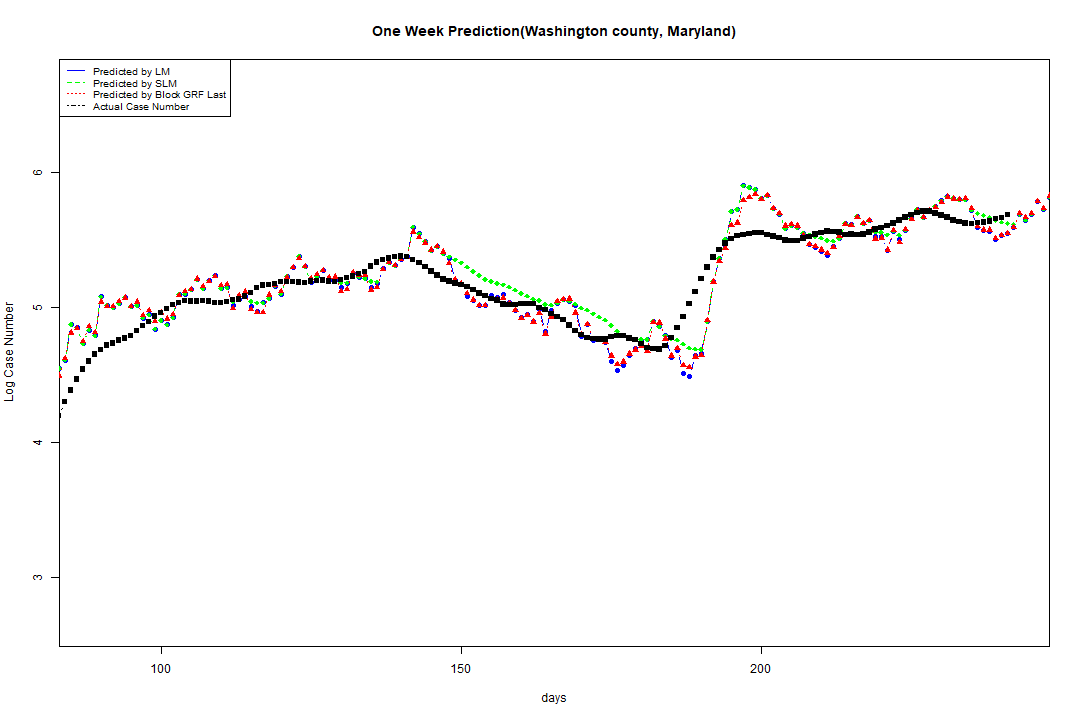 One Week Prediction(Washington county, Maryland)
Predicted by LM
Predicted by SLM
Predicted by Block GRF Last
Actual Case Number
6
5
4
3
Log Case Number
100 150 200
days